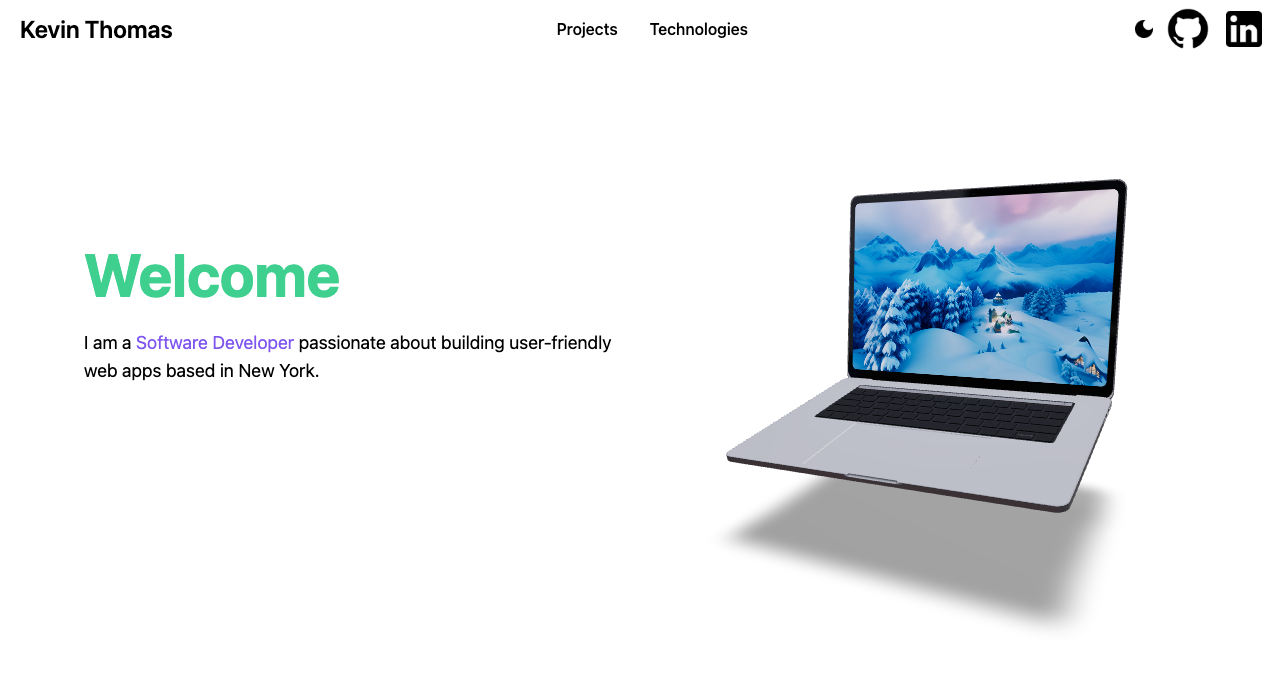 Kevin Thomas
Projects
Technologies
in
Welcome
I am a Software Developer passionate about building user-friendly
web apps based in New York.